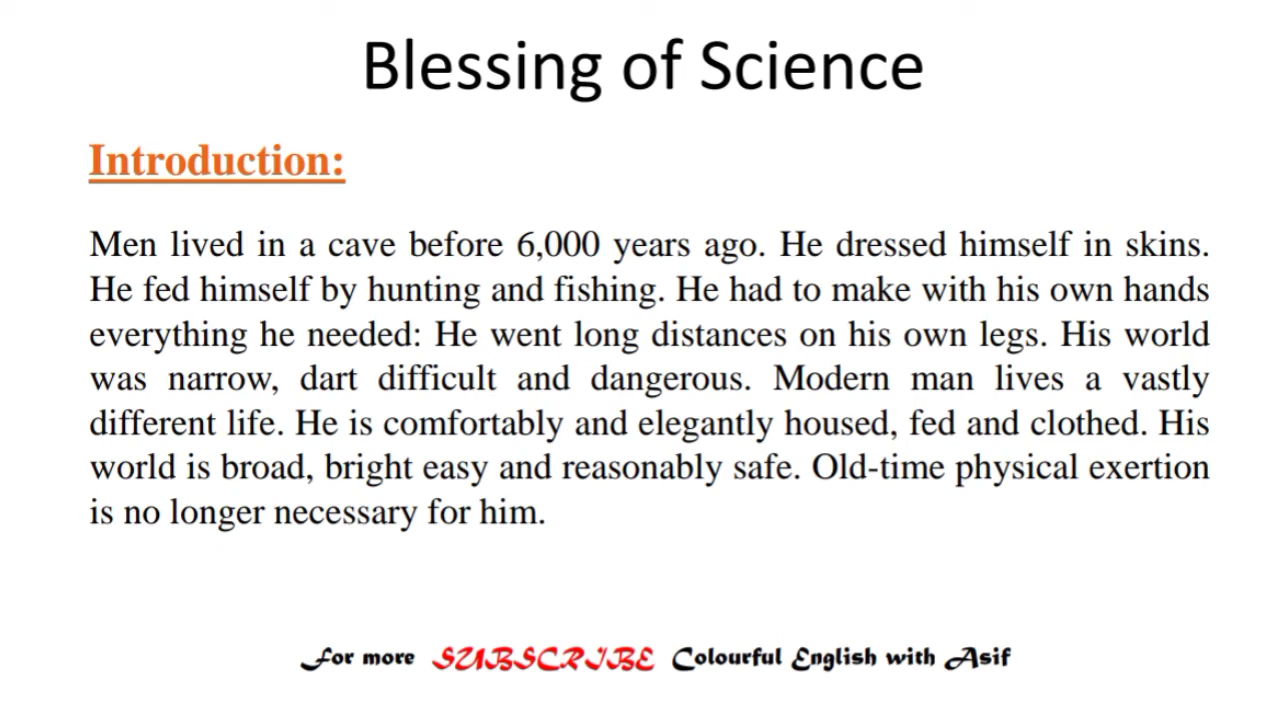 Blessing of Science
Introduction:
Men lived in a cave before 6,000 years ago. He dressed himself in skins.
He fed himself by hunting and fishing. He had to make with his own hands
everything he needed: He went long distances on his own legs. His world
was narrow, dart difficult and dangerous. Modern man lives a vastly
different life. He is comfortably and elegantly housed, fed and clothed. His
world is broad, bright easy and reasonably safe. Old-time physical exertion
is no longer necessary for him.
For more SUBSCRIBE Colourful English with Asif